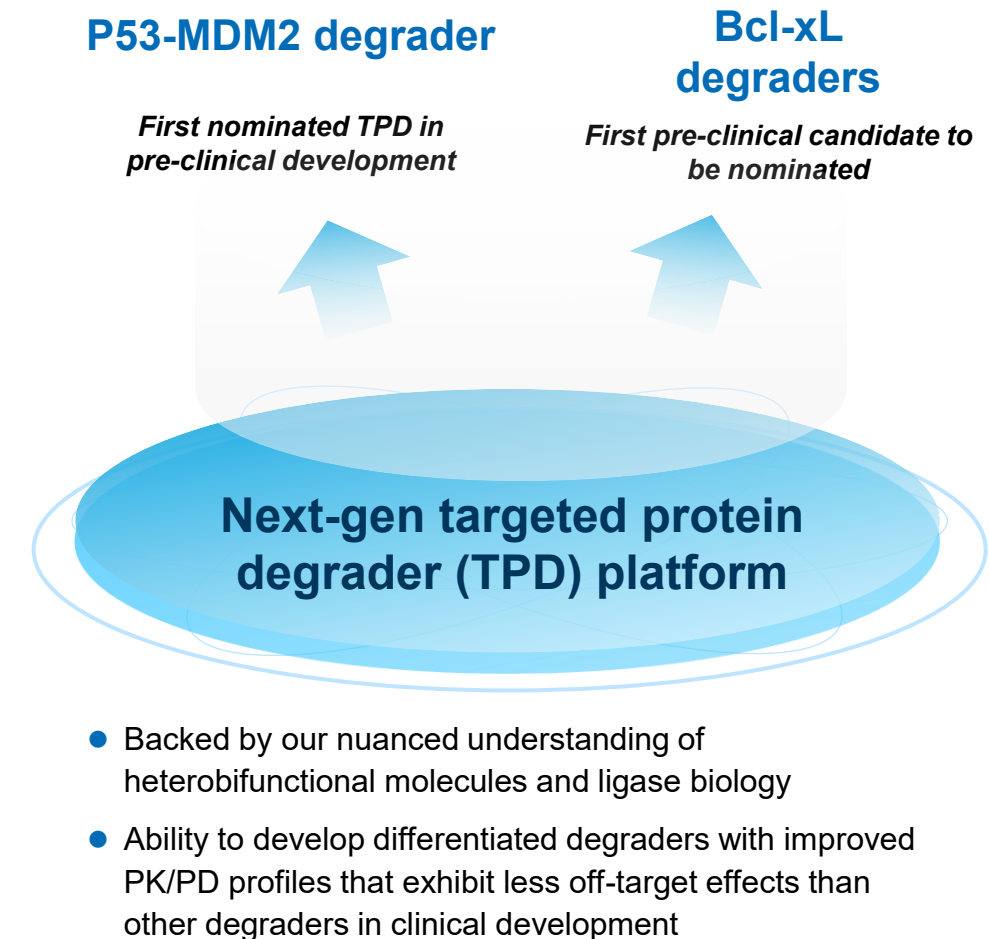 P53-MDM2 degrader
First nominated TPD in
pre-clinical development
Bcl-xL
degraders
First pre-clinical candidate to
be nominated
Next-gen targeted protein
degrader (TPD) platform
Backed by our nuanced understanding of
heterobifunctional molecules and ligase biology
Ability to develop differentiated degraders with improved
PK/PD profiles that exhibit less off-target effects than
other degraders in clinical development